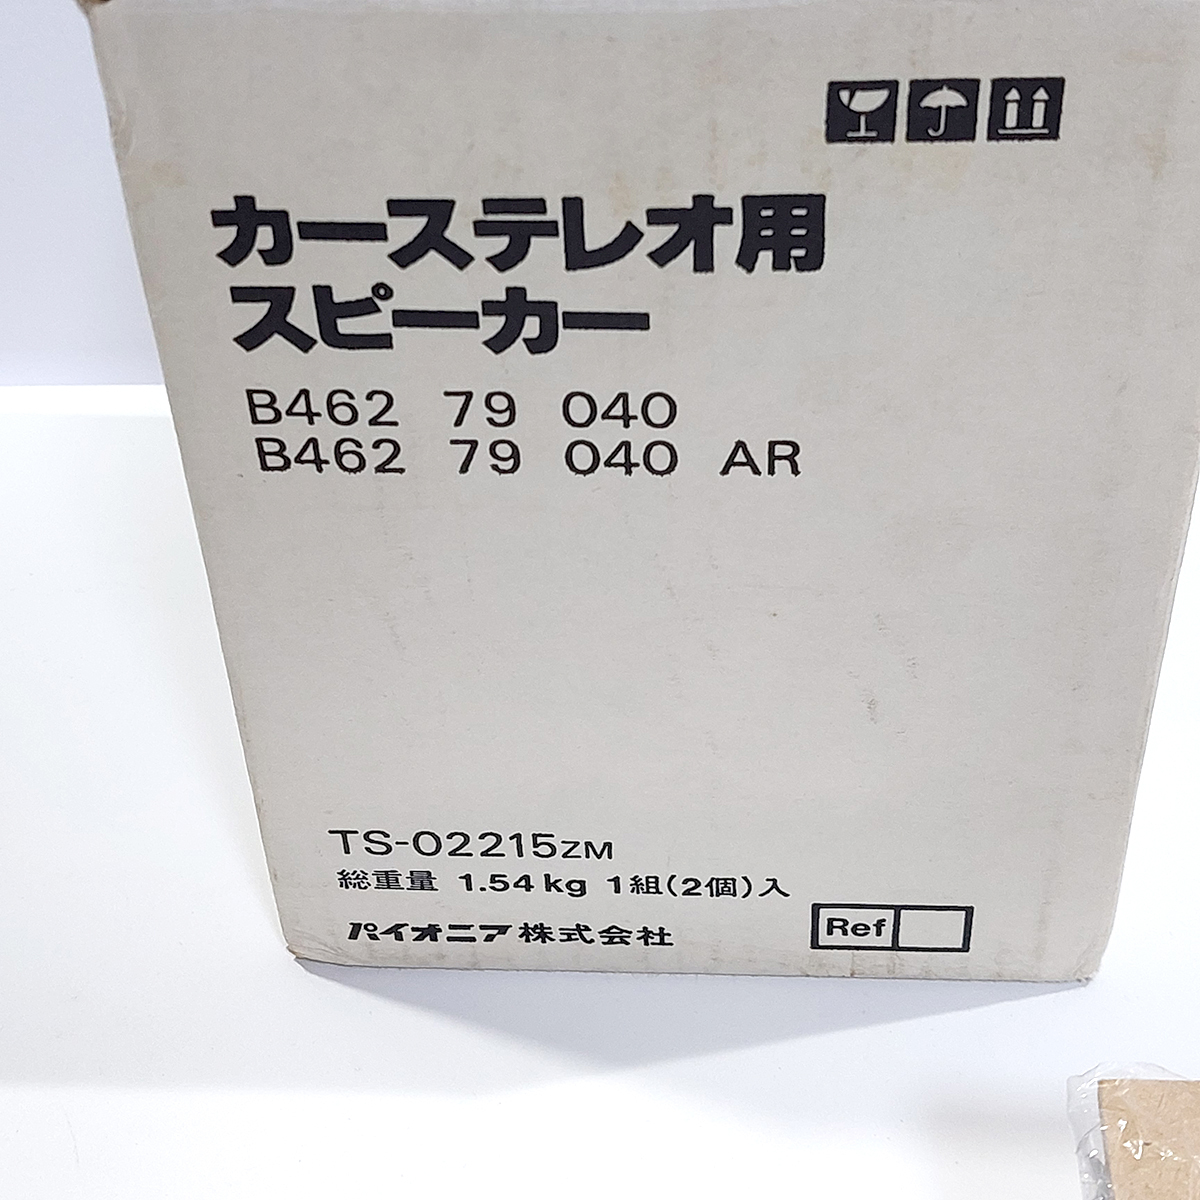 カーステレオ用
スピーカー
B462 79 040
B462 79 040 AR
TS-02215ZM
総重量 1.54kg 1組(2個)入
パイオニア株式会社
Ref